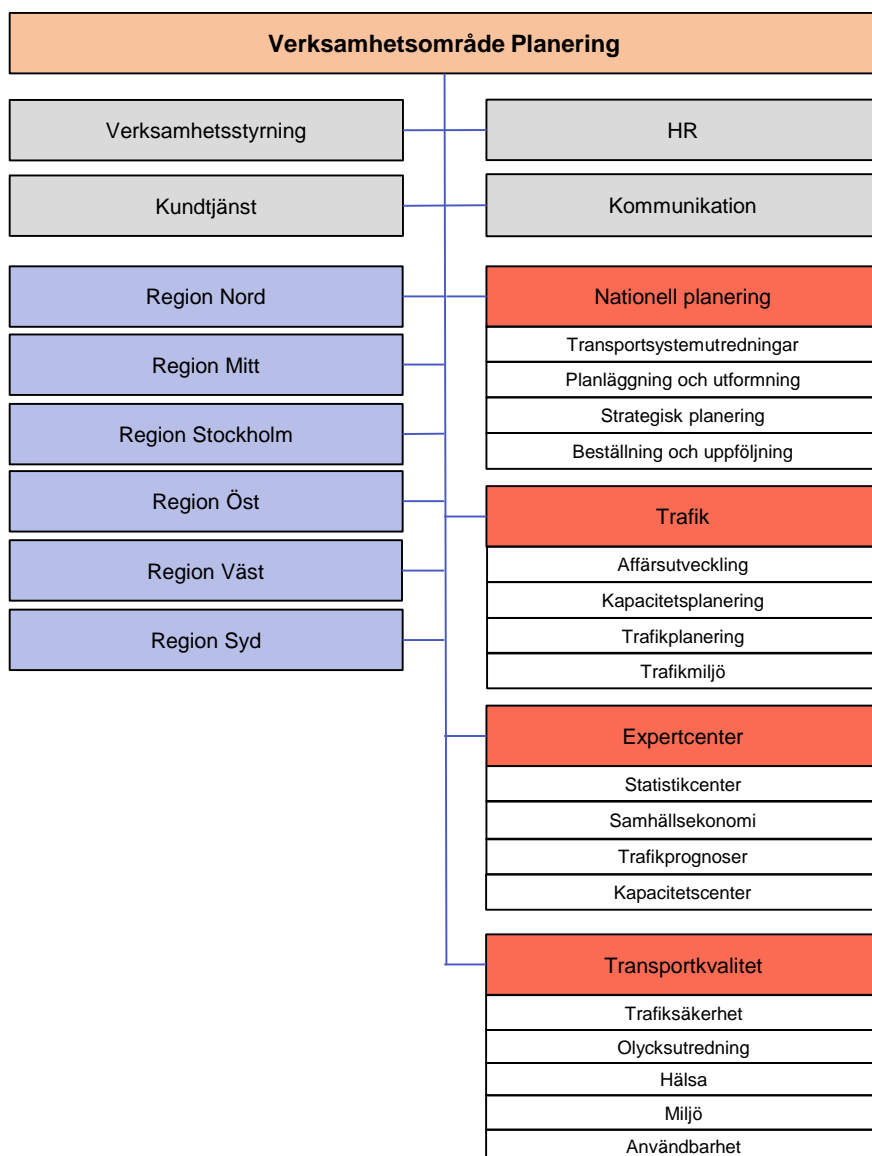 Verksamhetsområde Planering
Verksamhetsstyrning
HR
Kundtjänst
Kommunikation
Region Nord
Region Mitt
Region Stockholm
Region Öst
Region Väst
Region Syd
Nationell planering
Transportsystemutredningar
Planläggning och utformning
Strategisk planering
Beställning och uppföljning
Trafik
Affärsutveckling
Kapacitetsplanering
Trafikplanering
Trafikmiljö
Expertcenter
Statistikcenter
Samhällsekonomi
Trafikprognoser
Kapacitetscenter
Transportkvalitet
Trafiksäkerhet
Olycksutredning
Hälsa
Miljö
Användbarhet